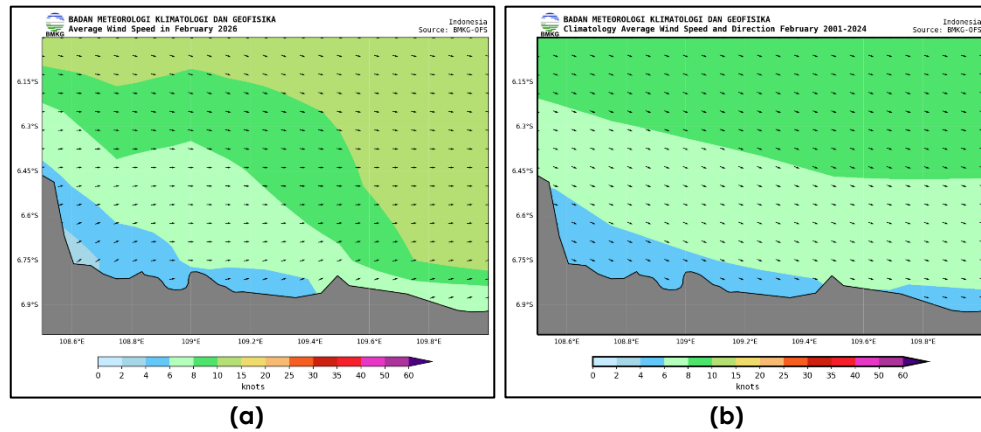 BADAN METEOROLOGI KLIMATOLOGI DAN GEOFISIKA
Average Wind Speed in February 2026
Indonesia
Source: BMKG-OFS
BMKG
6.15°S
6.3°S
6.45°S
6.6°S
6.75°S
6.9°S
108.6°E 108.8°E 109°E 109.2°E 109.4°E 109.6°E 109.8°E
0 2 4 6 8 10 15 20 25 30 35 40 50 60
knots
(a)
BADAN METEOROLOGI KLIMATOLOGI DAN GEOFISIKA
Climatology Average Wind Speed and Direction February 2001-2024
Indonesia
Source: BMKG-OFS
BMKG
6.15°S
6.3°S
6.45°S
6.6°S
6.75°S
6.9°S
108.6°E 108.8°E 109°E 109.2°E 109.4°E 109.6°E 109.8°E
0 2 4 6 8 10 15 20 25 30 35 40 50 60
knots
(b)